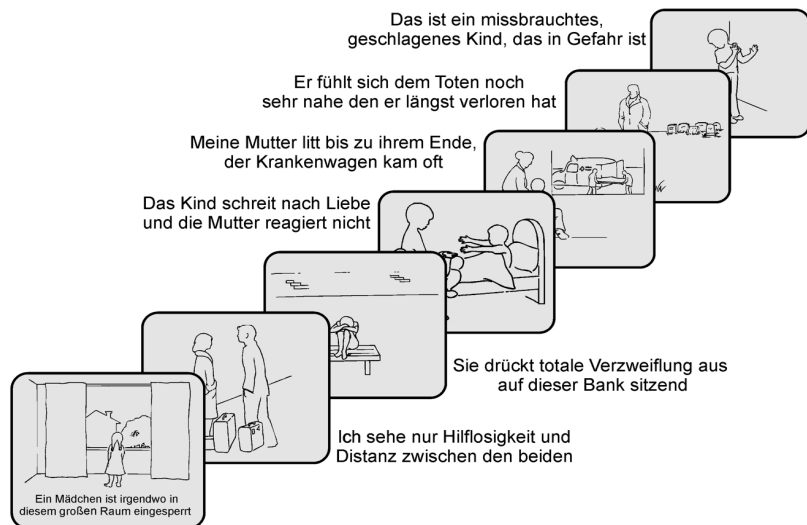 Das ist ein missbrauchtes,
geschlagenes Kind, das in Gefahr ist
Er fühlt sich dem Toten noch
sehr nahe den er längst verloren hat
Meine Mutter litt bis zu ihrem Ende,
der Krankenwagen kam oft
Das Kind schreit nach Liebe
und die Mutter reagiert nicht
Sie drückt totale Verzweiflung aus
auf dieser Bank sitzend
Ich sehe nur Hilflosigkeit und
Distanz zwischen den beiden
Ein Mädchen ist irgendwo in
diesem großen Raum eingesperrt